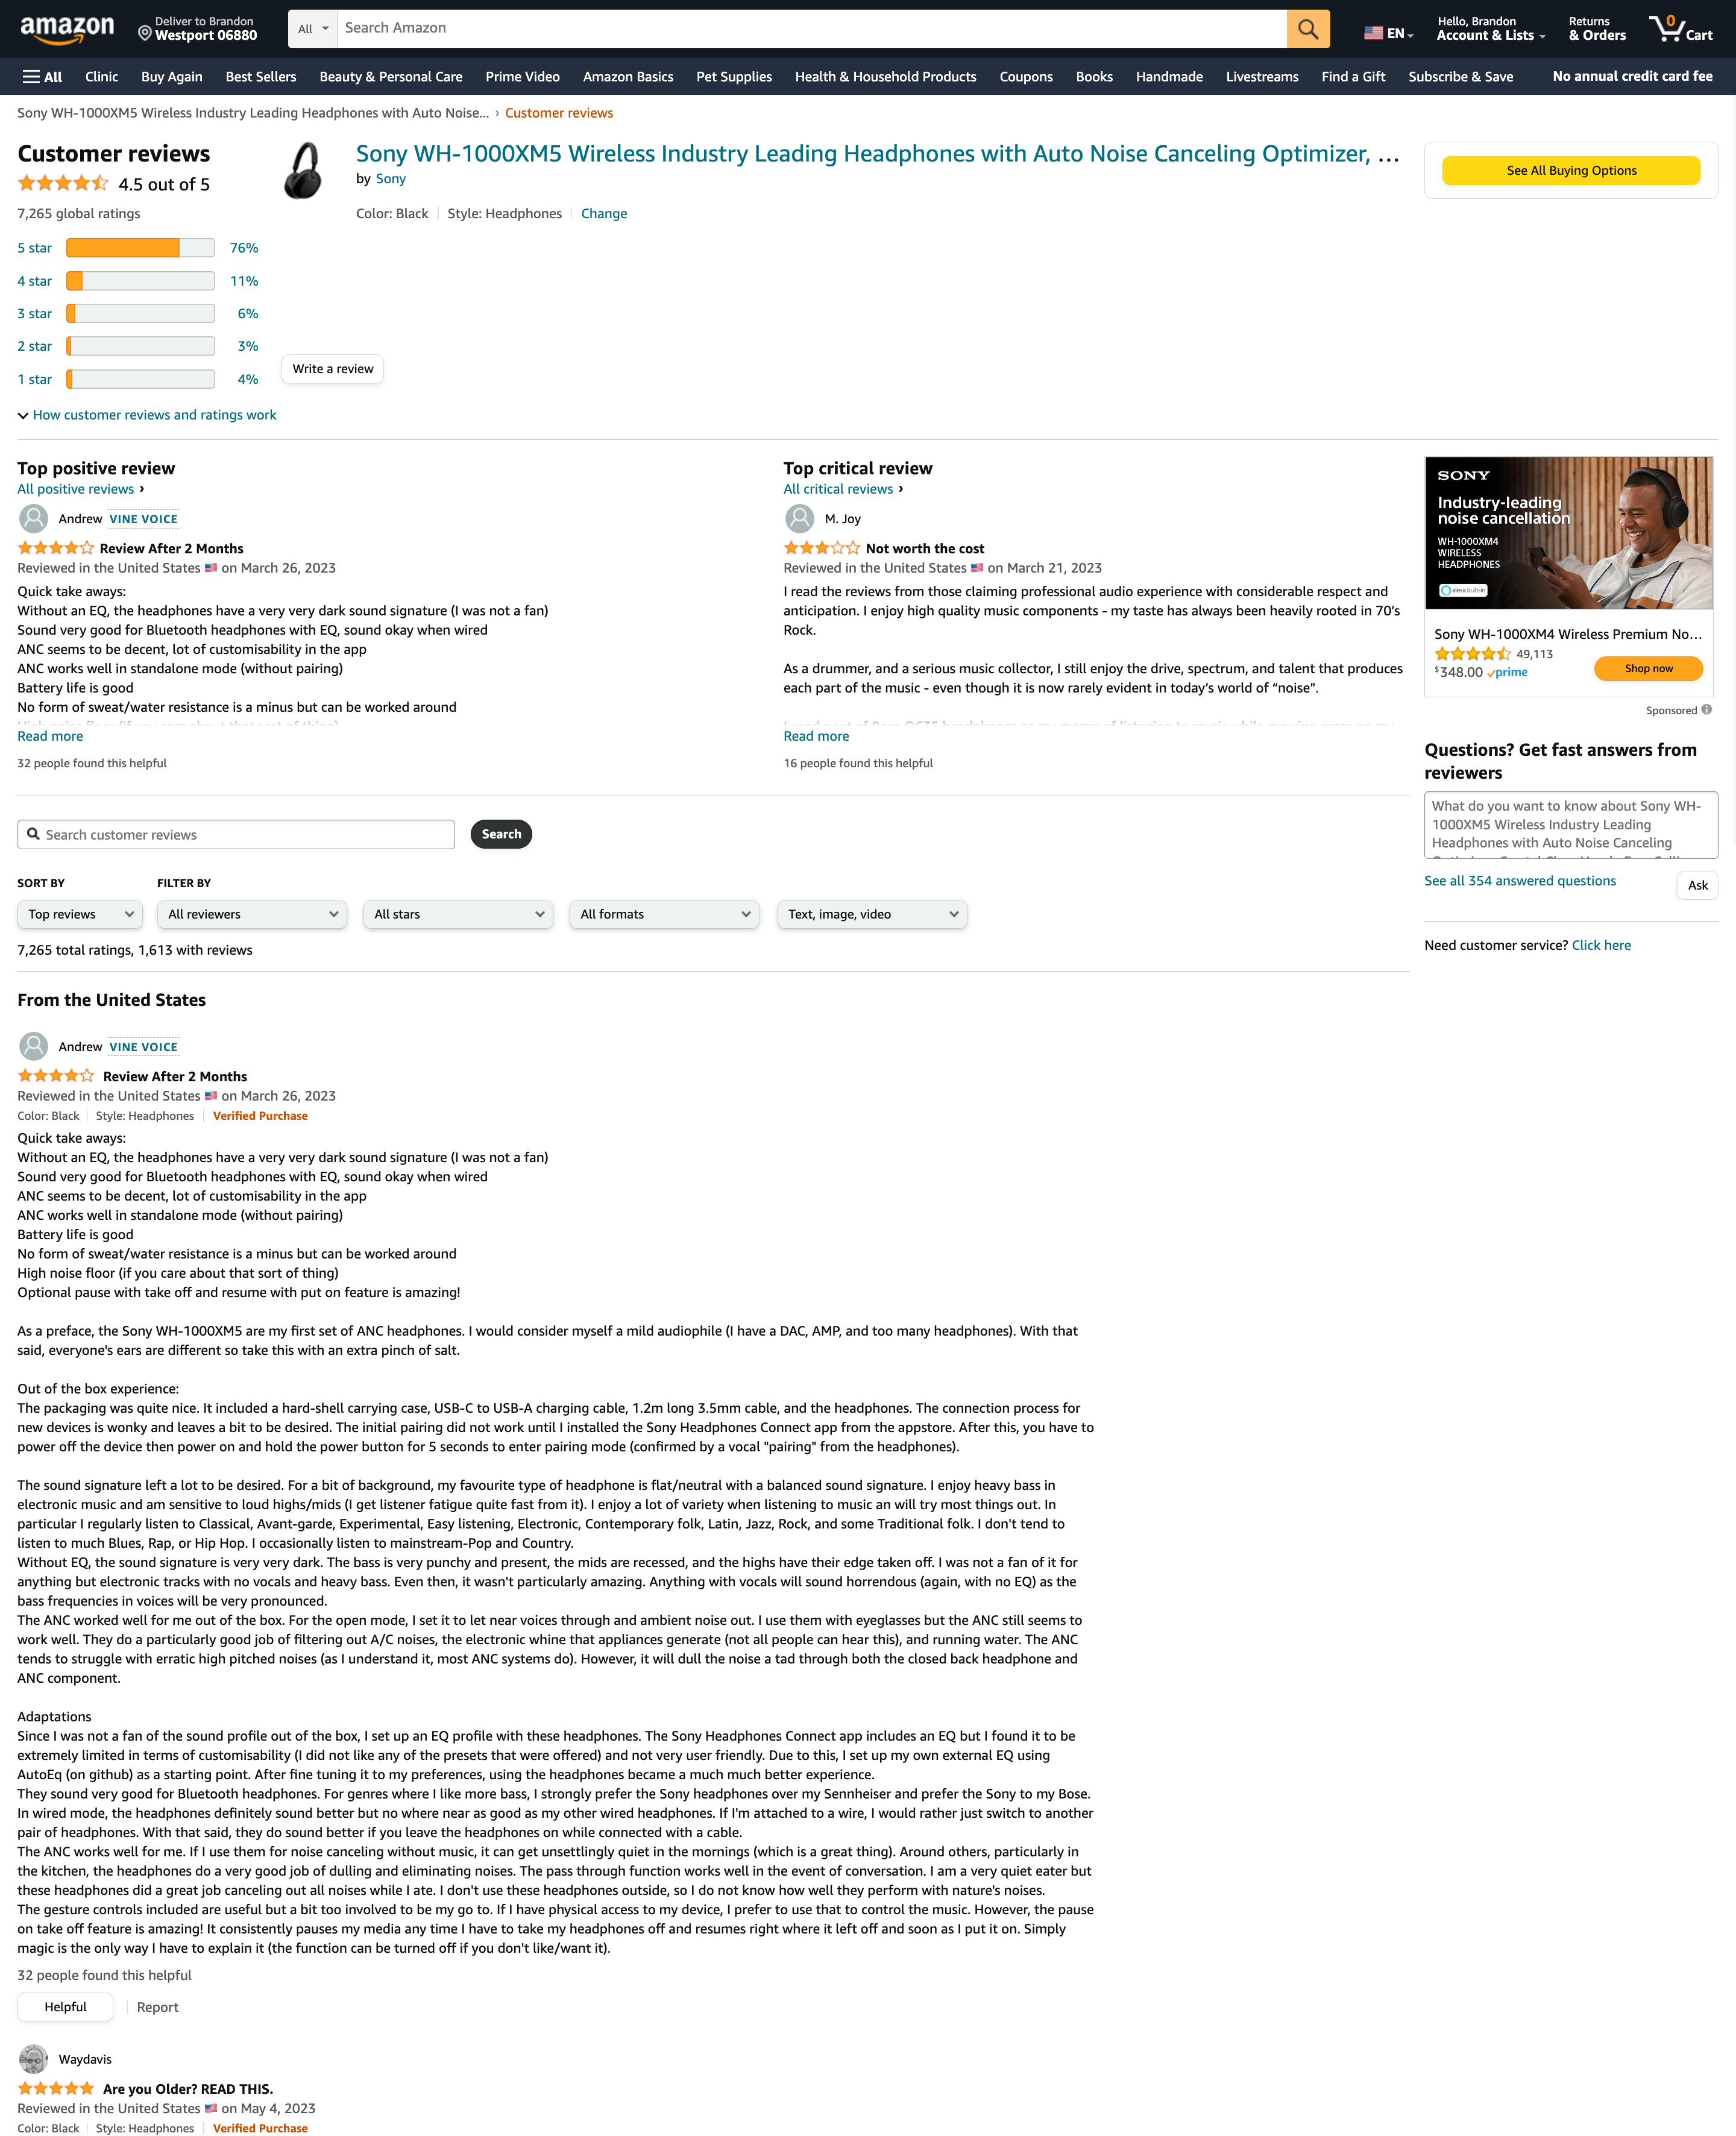 amazon
Deliver to Brandon
Westport 06880
All
Search Amazon
EN
Hello, Brandon
Account & Lists
Returns
& Orders
0
Cart
All
Clinic
Buy Again
Best Sellers
Beauty & Personal Care
Prime Video
Amazon Basics
Pet Supplies
Health & Household Products
Coupons
Books
Handmade
Livestreams
Find a Gift
Subscribe & Save
No annual credit card fee
Sony WH-1000XM5 Wireless Industry Leading Headphones with Auto Noise... › Customer reviews
Customer reviews
4.5 out of 5
7,265 global ratings
5 star 76%
4 star 11%
3 star 6%
2 star 3%
1 star 4%
How customer reviews and ratings work
Sony WH-1000XM5 Wireless Industry Leading Headphones with Auto Noise Canceling Optimizer, ...
by Sony
Color: Black
Style: Headphones
Change
Write a review
See All Buying Options
Top positive review
All positive reviews ›
Andrew VINE VOICE
Review After 2 Months
Reviewed in the United States on March 26, 2023
Quick take aways:
Without an EQ, the headphones have a very very dark sound signature (I was not a fan)
Sound very good for Bluetooth headphones with EQ, sound okay when wired
ANC seems to be decent, lot of customisability in the app
ANC works well in standalone mode (without pairing)
Battery life is good
No form of sweat/water resistance is a minus but can be worked around
High noise floor (if you care about that sort of thing)
Read more
32 people found this helpful
Top critical review
All critical reviews ›
M. Joy
Not worth the cost
Reviewed in the United States on March 21, 2023
I read the reviews from those claiming professional audio experience with considerable respect and
anticipation. I enjoy high quality music components - my taste has always been heavily rooted in 70’s
Rock.
As a drummer, and a serious music collector, I still enjoy the drive, spectrum, and talent that produces
each part of the music - even though it is now rarely evident in today’s world of “noise”.
Read more
16 people found this helpful
SONY
Industry-leading
noise cancellation
WH-1000XM4
WIRELESS
HEADPHONES
alexa built-in
Sony WH-1000XM4 Wireless Premium No...
49,113
$348.00 prime
Shop now
Sponsored
Questions? Get fast answers from
reviewers
What do you want to know about Sony WH-
1000XM5 Wireless Industry Leading
Headphones with Auto Noise Canceling
See all 354 answered questions
Ask
Need customer service? Click here
Search customer reviews
Search
SORT BY
FILTER BY
Top reviews
All reviewers
All stars
All formats
Text, image, video
7,265 total ratings, 1,613 with reviews
From the United States
Andrew VINE VOICE
Review After 2 Months
Reviewed in the United States on March 26, 2023
Color: Black
Style: Headphones
Verified Purchase
Quick take aways:
Without an EQ, the headphones have a very very dark sound signature (I was not a fan)
Sound very good for Bluetooth headphones with EQ, sound okay when wired
ANC seems to be decent, lot of customisability in the app
ANC works well in standalone mode (without pairing)
Battery life is good
No form of sweat/water resistance is a minus but can be worked around
High noise floor (if you care about that sort of thing)
Optional pause with take off and resume with put on feature is amazing!
As a preface, the Sony WH-1000XM5 are my first set of ANC headphones. I would consider myself a mild audiophile (I have a DAC, AMP, and too many headphones). With that
said, everyone's ears are different so take this with an extra pinch of salt.
Out of the box experience:
The packaging was quite nice. It included a hard-shell carrying case, USB-C to USB-A charging cable, 1.2m long 3.5mm cable, and the headphones. The connection process for
new devices is wonky and leaves a bit to be desired. The initial pairing did not work until I installed the Sony Headphones Connect app from the appstore. After this, you have to
power off the device then power on and hold the power button for 5 seconds to enter pairing mode (confirmed by a vocal "pairing" from the headphones).
The sound signature left a lot to be desired. For a bit of background, my favourite type of headphone is flat/neutral with a balanced sound signature. I enjoy heavy bass in
electronic music and am sensitive to loud highs/mids (I get listener fatigue quite fast from it). I enjoy a lot of variety when listening to music an will try most things out. In
particular I regularly listen to Classical, Avant-garde, Experimental, Easy listening, Electronic, Contemporary folk, Latin, Jazz, Rock, and some Traditional folk. I don't tend to
listen to much Blues, Rap, or Hip Hop. I occasionally listen to mainstream-Pop and Country.
Without EQ, the sound signature is very very dark. The bass is very punchy and present, the mids are recessed, and the highs have their edge taken off. I was not a fan of it for
anything but electronic tracks with no vocals and heavy bass. Even then, it wasn't particularly amazing. Anything with vocals will sound horrendous (again, with no EQ) as the
bass frequencies in voices will be very pronounced.
The ANC worked well for me out of the box. For the open mode, I set it to let near voices through and ambient noise out. I use them with eyeglasses but the ANC still seems to
work well. They do a particularly good job of filtering out A/C noises, the electronic whine that appliances generate (not all people can hear this), and running water. The ANC
tends to struggle with erratic high pitched noises (as I understand it, most ANC systems do). However, it will dull the noise a tad through both the closed back headphone and
ANC component.
Adaptations
Since I was not a fan of the sound profile out of the box, I set up an EQ profile with these headphones. The Sony Headphones Connect app includes an EQ but I found it to be
extremely limited in terms of customisability (I did not like any of the presets that were offered) and not very user friendly. Due to this, I set up my own external EQ using
AutoEq (on github) as a starting point. After fine tuning it to my preferences, using the headphones became a much much better experience.
They sound very good for Bluetooth headphones. For genres where I like more bass, I strongly prefer the Sony headphones over my Sennheiser and prefer the Sony to my Bose.
In wired mode, the headphones definitely sound better but no where near as good as my other wired headphones. If I'm attached to a wire, I would rather just switch to another
pair of headphones. With that said, they do sound better if you leave the headphones on while connected with a cable.
The ANC works well for me. If I use them for noise canceling without music, it can get unsettlingly quiet in the mornings (which is a great thing). Around others, particularly in
the kitchen, the headphones do a very good job of dulling and eliminating noises. The pass through function works well in the event of conversation. I am a very quiet eater but
these headphones did a great job canceling out all noises while I ate. I don't use these headphones outside, so I do not know how well they perform with nature's noises.
The gesture controls included are useful but a bit too involved to be my go to. If I have physical access to my device, I prefer to use that to control the music. However, the pause
on take off feature is amazing! It consistently pauses my media any time I have to take my headphones off and resumes right where it left off and soon as I put it on. Simply
magic is the only way I have to explain it (the function can be turned off if you don't like/want it).
32 people found this helpful
Helpful
Report
Waydavis
Are you Older? READ THIS.
Reviewed in the United States on May 4, 2023
Color: Black
Style: Headphones
Verified Purchase